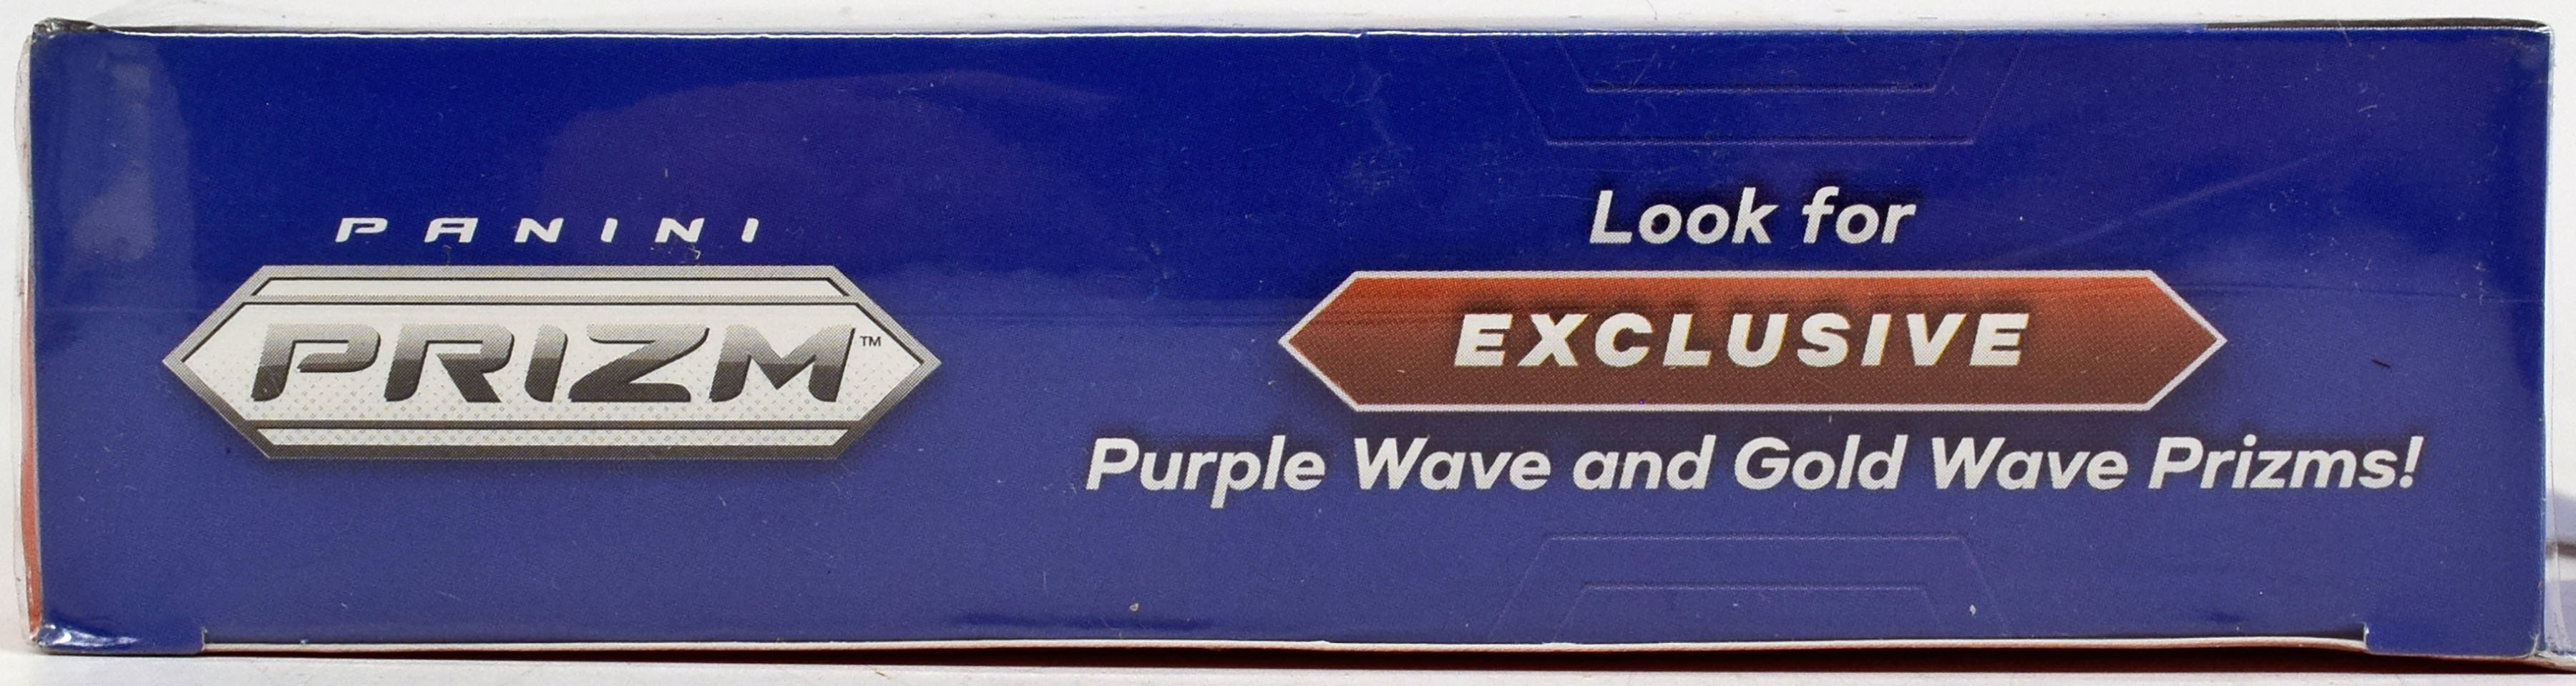 PANINI
PRIZM™
Look for
EXCLUSIVE
Purple Wave and Gold Wave Prizms!